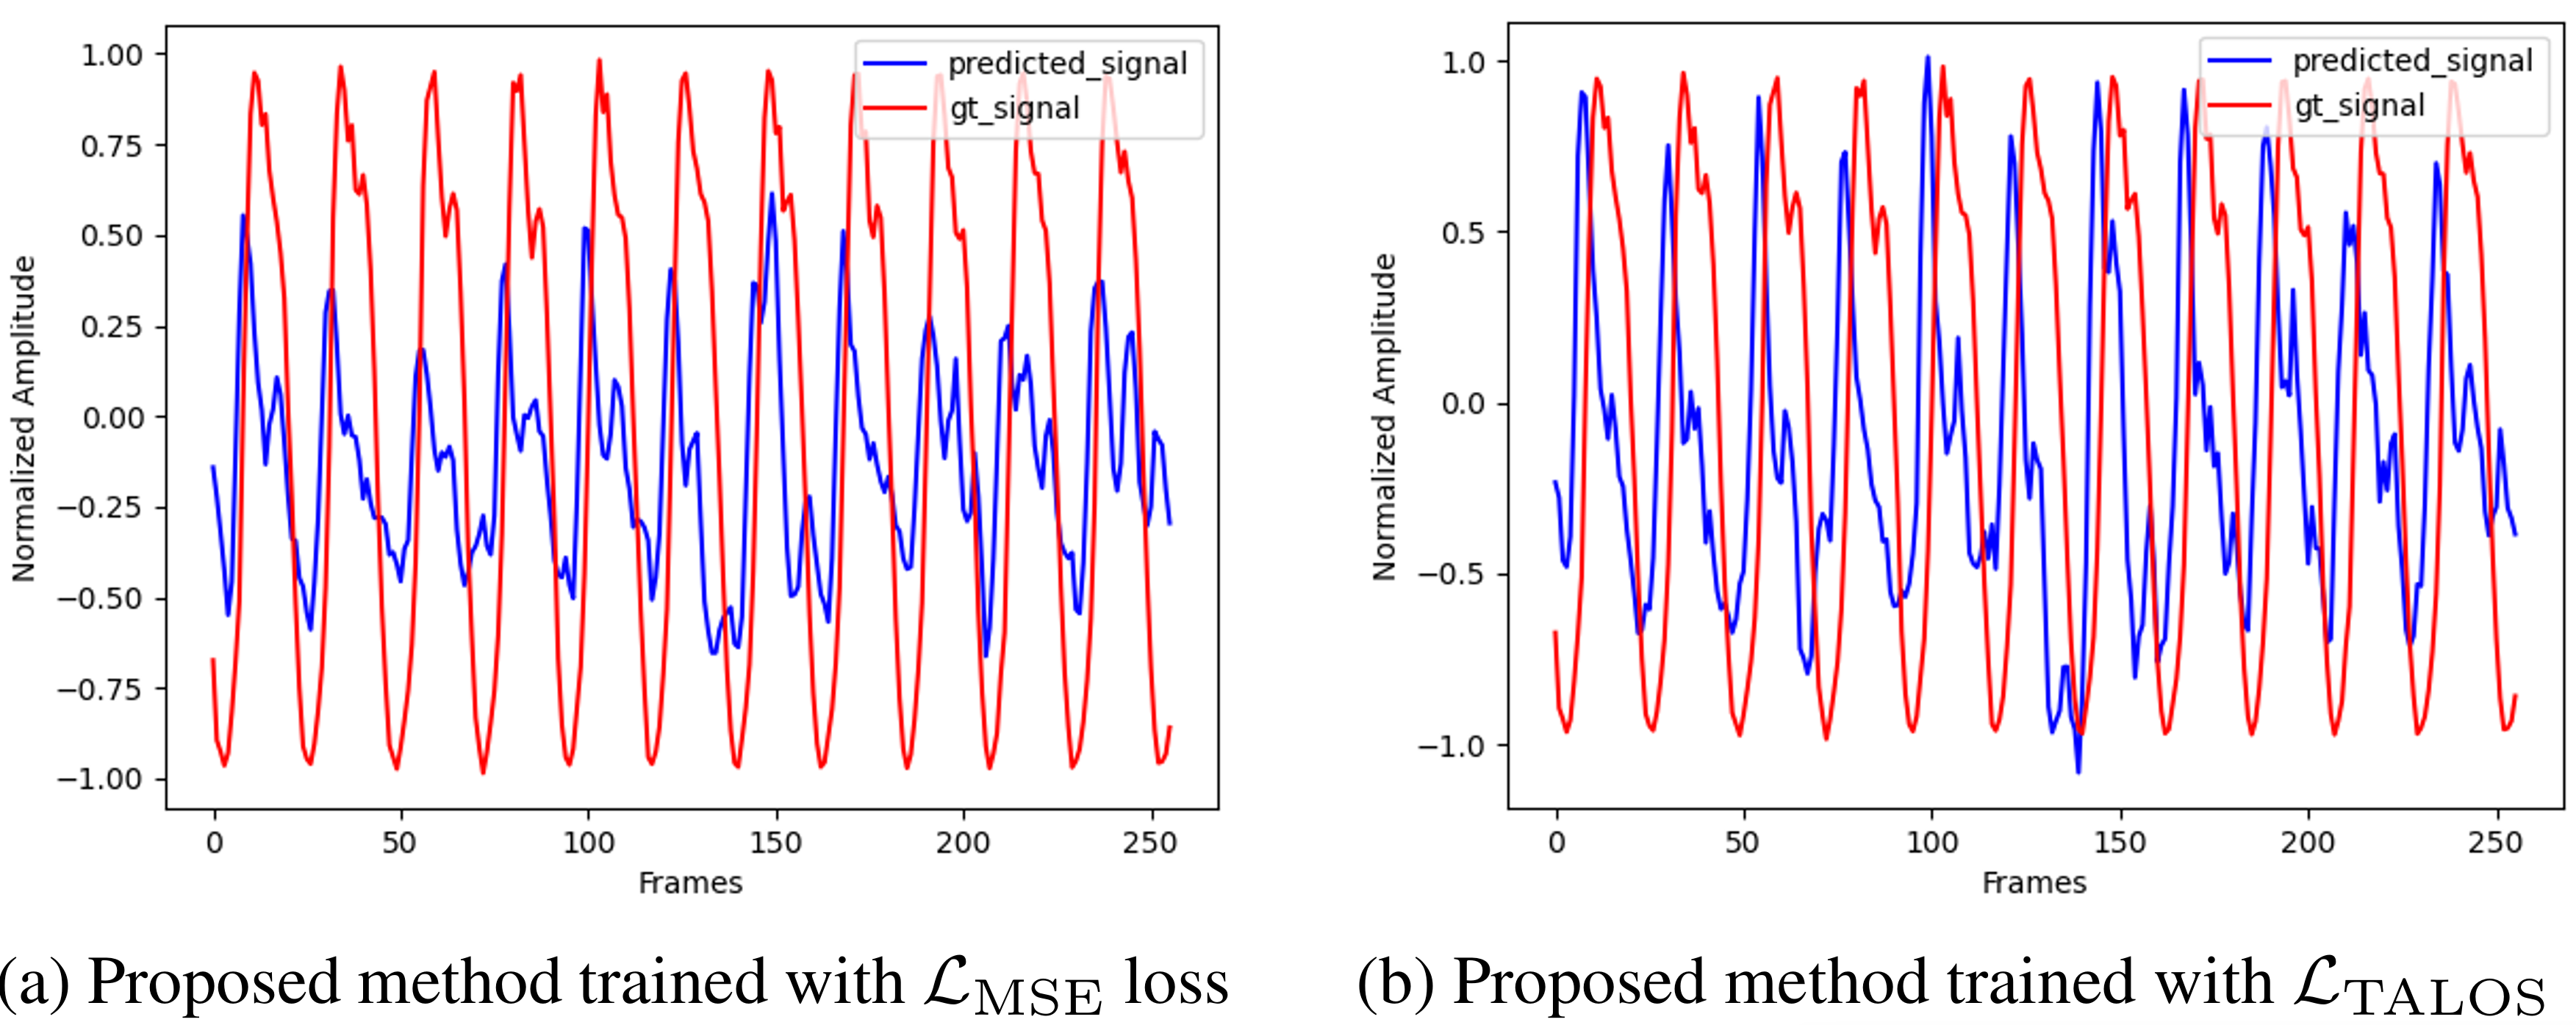 1.00
0.75
0.50
0.25
0.00
−0.25
−0.50
−0.75
−1.00
Normalized Amplitude
predicted_signal
gt_signal
0 50 100 150 200 250
Frames
(a) Proposed method trained with ℒMSE loss
1.0
0.5
0.0
−0.5
−1.0
Normalized Amplitude
predicted_signal
gt_signal
0 50 100 150 200 250
Frames
(b) Proposed method trained with ℒTALOS